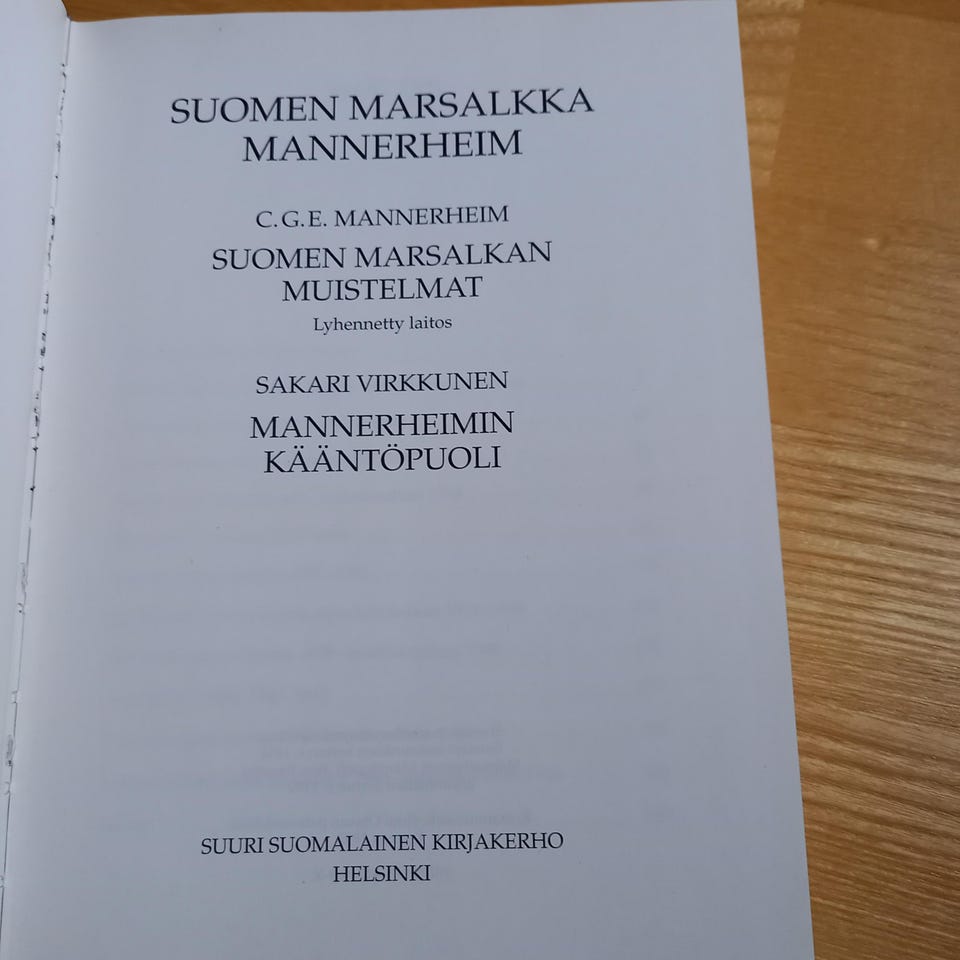 SUOMEN MARSALKKA
MANNERHEIM
C.G.E. MANNERHEIM
SUOMEN MARSALKAN
MUISTELMAT
Lyhennetty laitos
SAKARI VIRKKUNEN
MANNERHEIMIN
KÄÄNTÖPUOLI
SUURI SUOMALAINEN KIRJAKERHO
HELSINKI